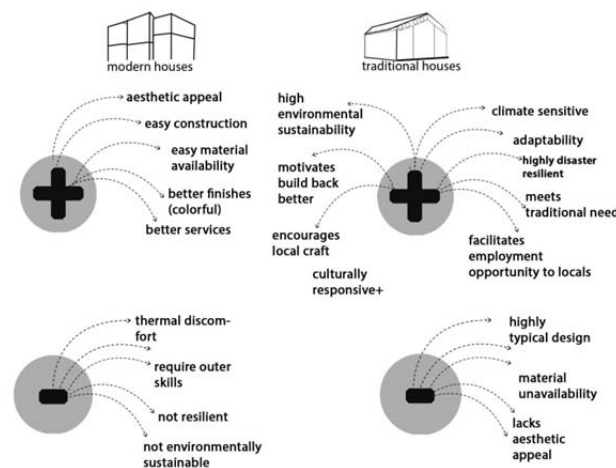 modern houses
aesthetic appeal
easy construction
easy material
availability
better finishes
(colorful)
better services
traditional houses
high
environmental
sustainability
motivates
build back
better
encourages
local craft
culturally
responsive+
climate sensitive
adaptability
highly disaster
resilient
meets
traditional need
facilitates
employment
opportunity to locals
thermal discom-
fort
require outer
skills
not resilient
not environmentally
sustainable
highly
typical design
material
unavailability
lacks
aesthetic
appeal